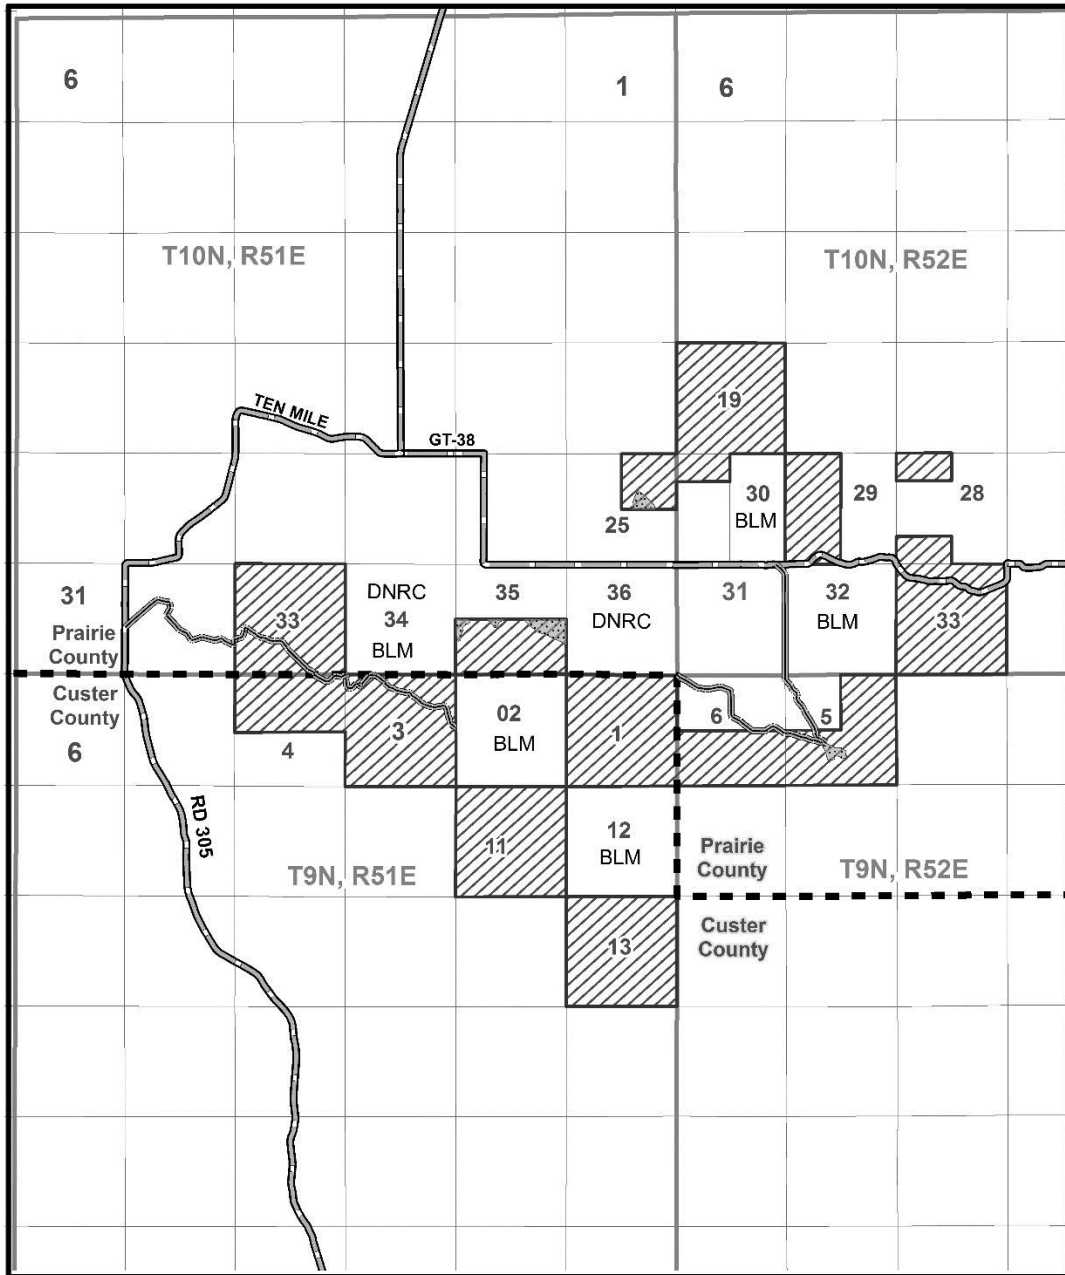 6
1
6
T10N, R51E
T10N, R52E
19
TEN MILE
GT-38
30
BLM
29
28
25
31
Prairie
County
33
DNRC
34
BLM
35
36
DNRC
31
32
BLM
33
Custer
County
6
4
3
02
BLM
1
6
5
RD 305
11
12
BLM
Prairie
County
T9N, R51E
T9N, R52E
13
Custer
County